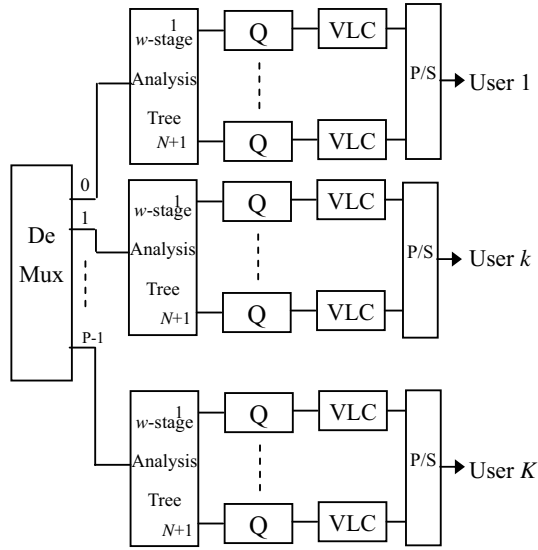 1
w-stage
Analysis
Tree
N+1
Q
VLC
Q
VLC
P/S
User 1
De
Mux
0
1
P-1
1
w-stage
Analysis
Tree
N+1
Q
VLC
Q
VLC
P/S
User k
1
w-stage
Analysis
Tree
N+1
Q
VLC
Q
VLC
P/S
User K